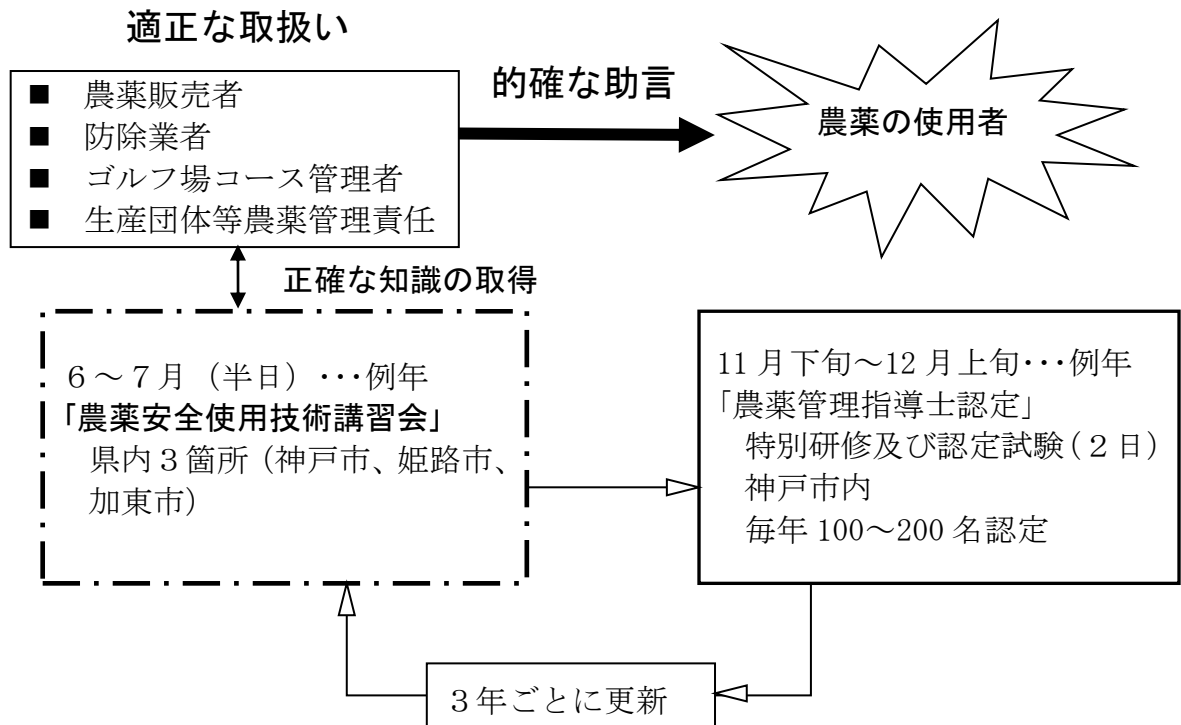 適正な取扱い
■ 農薬販売者
■ 防除業者
■ ゴルフ場コース管理者
■ 生産団体等農薬管理責任
的確な助言
農薬の使用者
正確な知識の取得
６～７月（半日）･･･例年
「農薬安全使用技術講習会」
県内３箇所（神戸市、姫路市、
加東市）
11月下旬～12月上旬･･･例年
「農薬管理指導士認定」
特別研修及び認定試験（２日）
神戸市内
毎年100～200名認定
３年ごとに更新